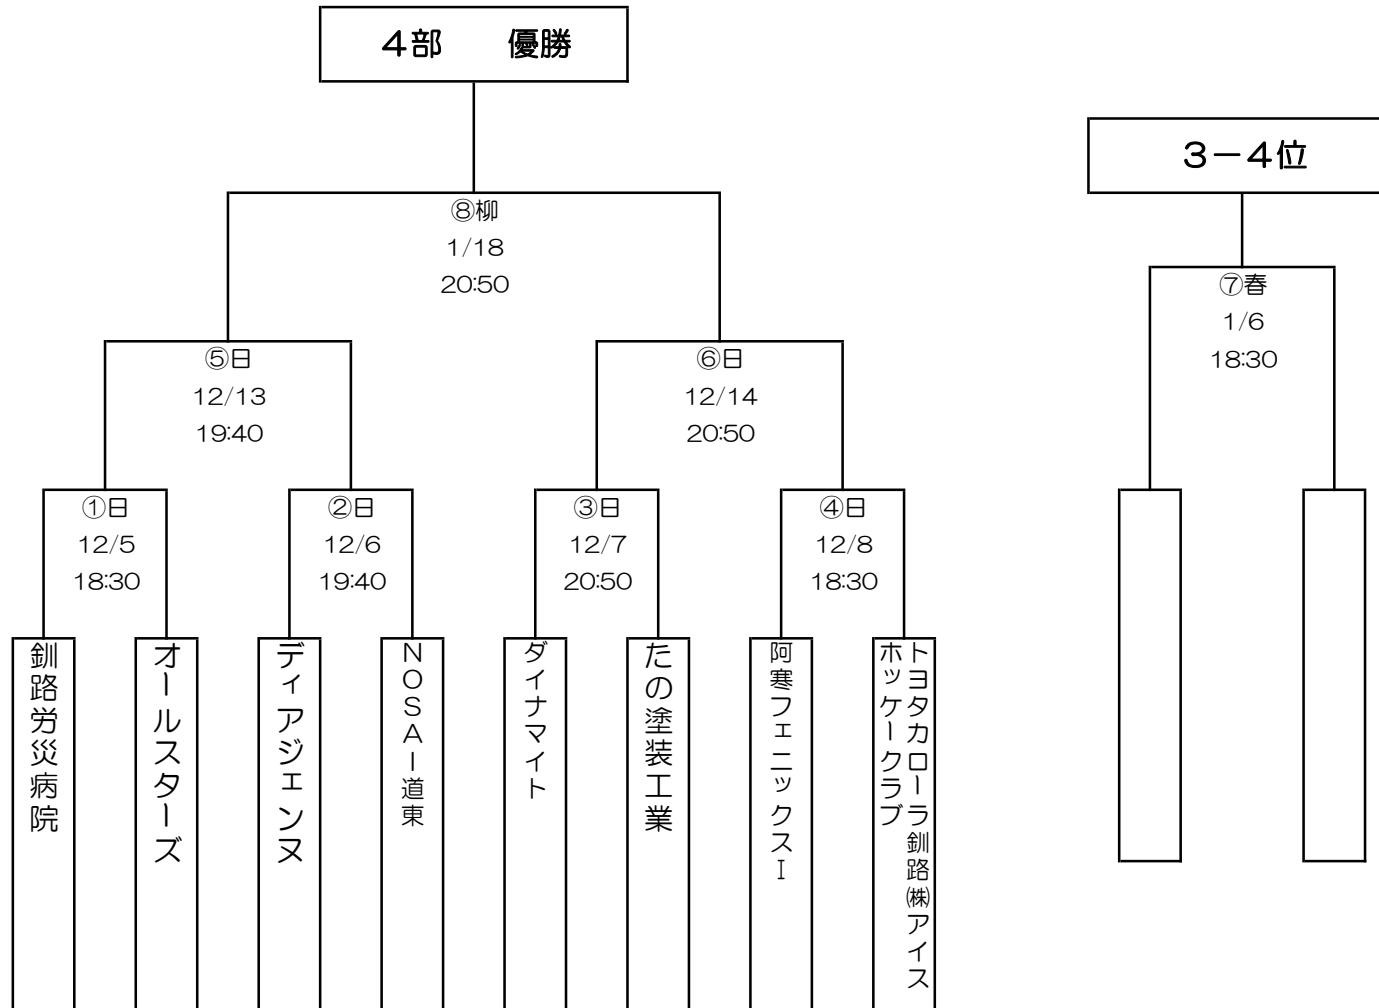 4部 優勝
3－4位
⑧柳
1/18
20:50
⑦春
1/6
18:30
⑤日
12/13
19:40
⑥日
12/14
20:50
①日
12/5
18:30
②日
12/6
19:40
③日
12/7
20:50
④日
12/8
18:30
釧路労災病院
オールスターズ
ディアジェンヌ
NOSAI道東
ダイナマイト
たの塗装工業
阿寒フェニックスⅠ
トヨタカローラ釧路㈱アイス
ホッケークラブ